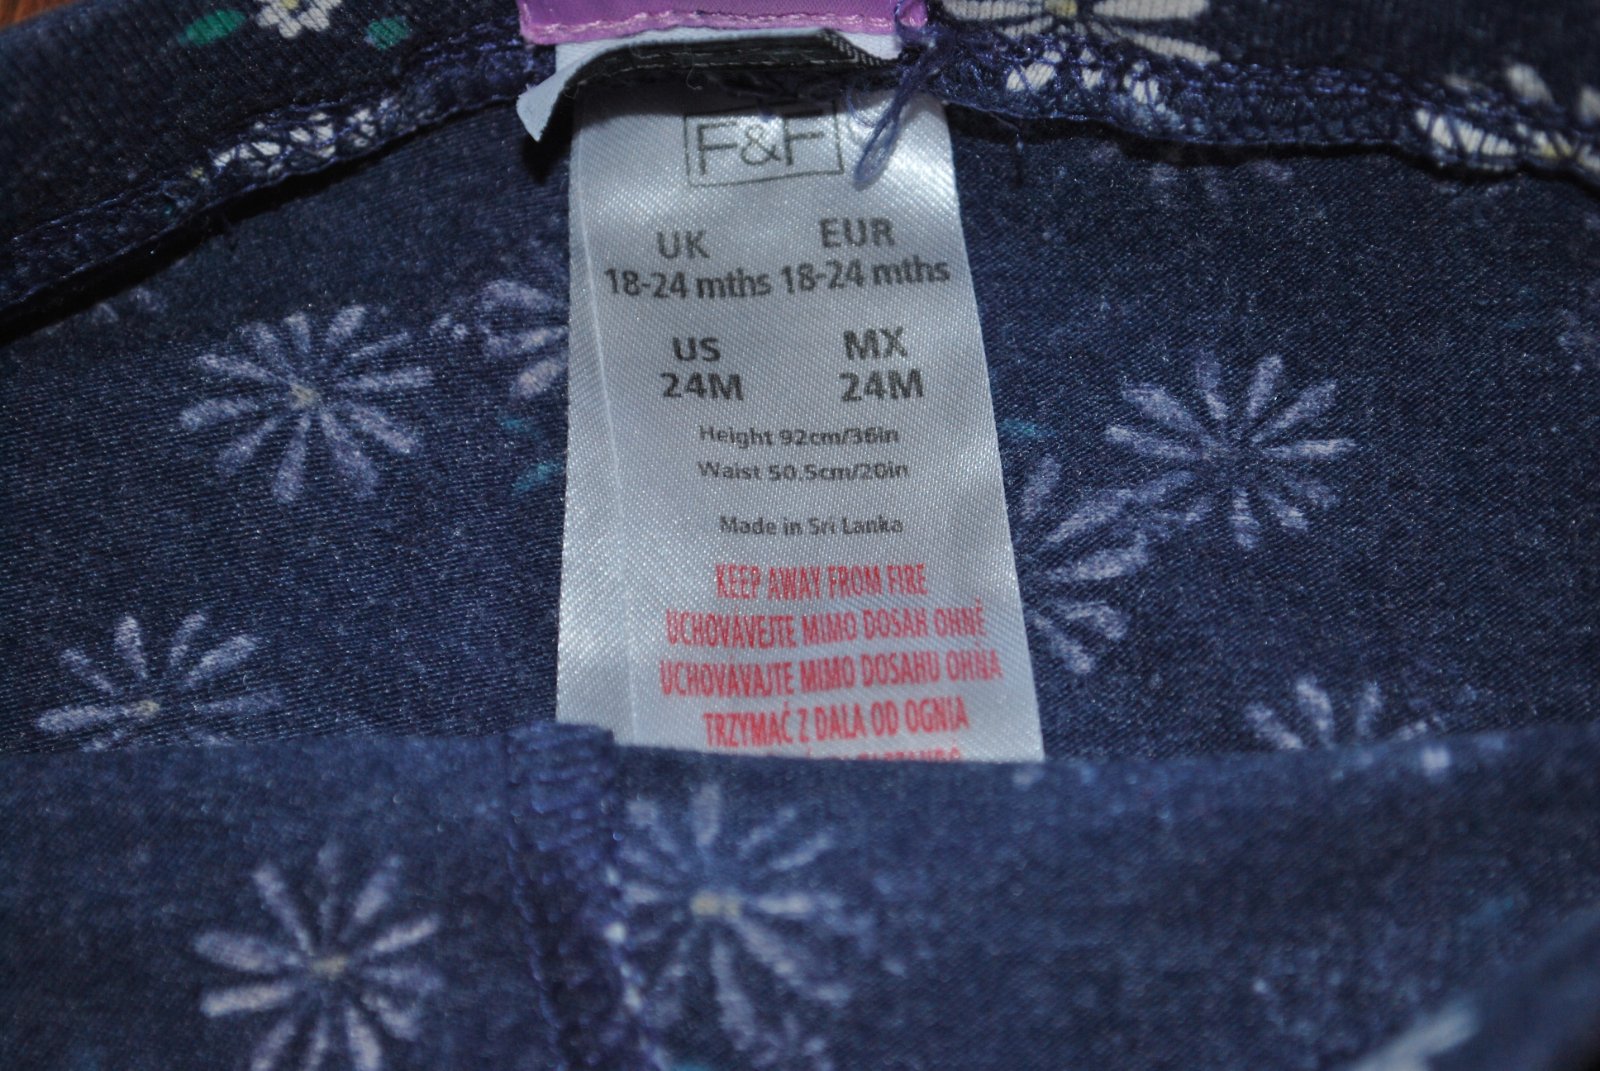 F&F
UK EUR
18-24 mths 18-24 mths
US MX
24M 24M
Height 92cm/36in
Waist 50.5cm/20in
Made in Sri Lanka
KEEP AWAY FROM FIRE
UCHOVÁVEJTE MIMO DOSAH OHNĚ
UCHOVÁVAJTE MIMO DOSAHU OHŇA
TRZYMAĆ Z DALA OD OGNIA